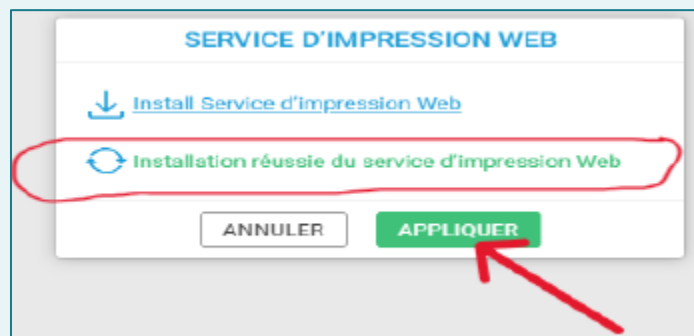 SERVICE D'IMPRESSION WEB
Install Service d'impression Web
Installation réussie du service d'impression Web
ANNULER APPLIQUER